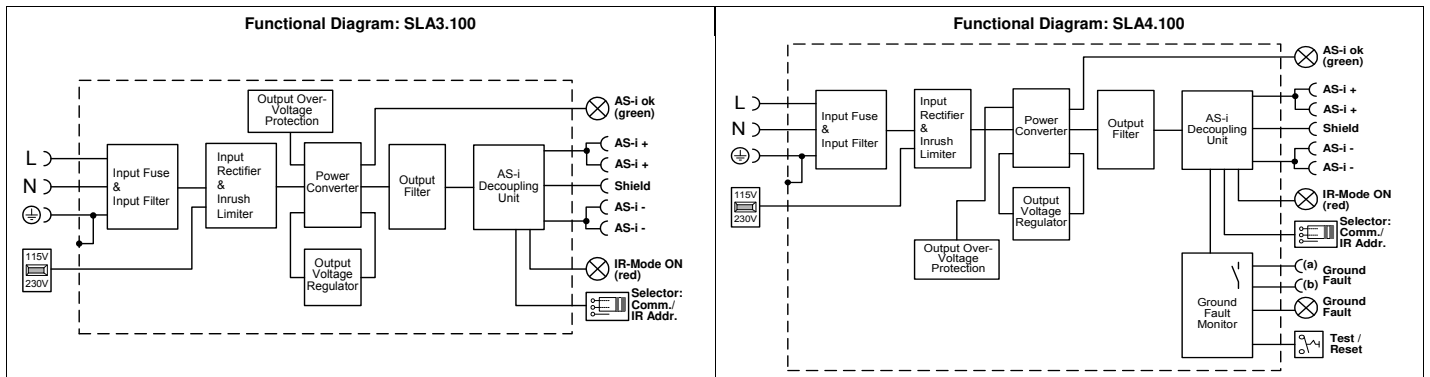 Functional Diagram: SLA3.100
Output Over-
Voltage
Protection
AS-i ok
(green)
L
N
Input Fuse
&
Input Filter
Input
Rectifier
&
Inrush
Limiter
Power
Converter
Output
Filter
AS-i
Decoupling
Unit
AS-i +
AS-i +
Shield
AS-i -
AS-i -
115V
230V
Output
Voltage
Regulator
IR-Mode ON
(red)
Selector:
Comm./
IR Addr.
Functional Diagram: SLA4.100
AS-i ok
(green)
L
N
Input Fuse
&
Input Filter
Input
Rectifier
&
Inrush
Limiter
Power
Converter
Output
Filter
AS-i
Decoupling
Unit
AS-i +
AS-i +
Shield
AS-i -
AS-i -
115V
230V
Output
Voltage
Regulator
Output Over-
Voltage
Protection
IR-Mode ON
(red)
Selector:
Comm./
IR Addr.
Ground
Fault
Monitor
(a)
(b)
Ground
Fault
Ground
Fault
Test /
Reset